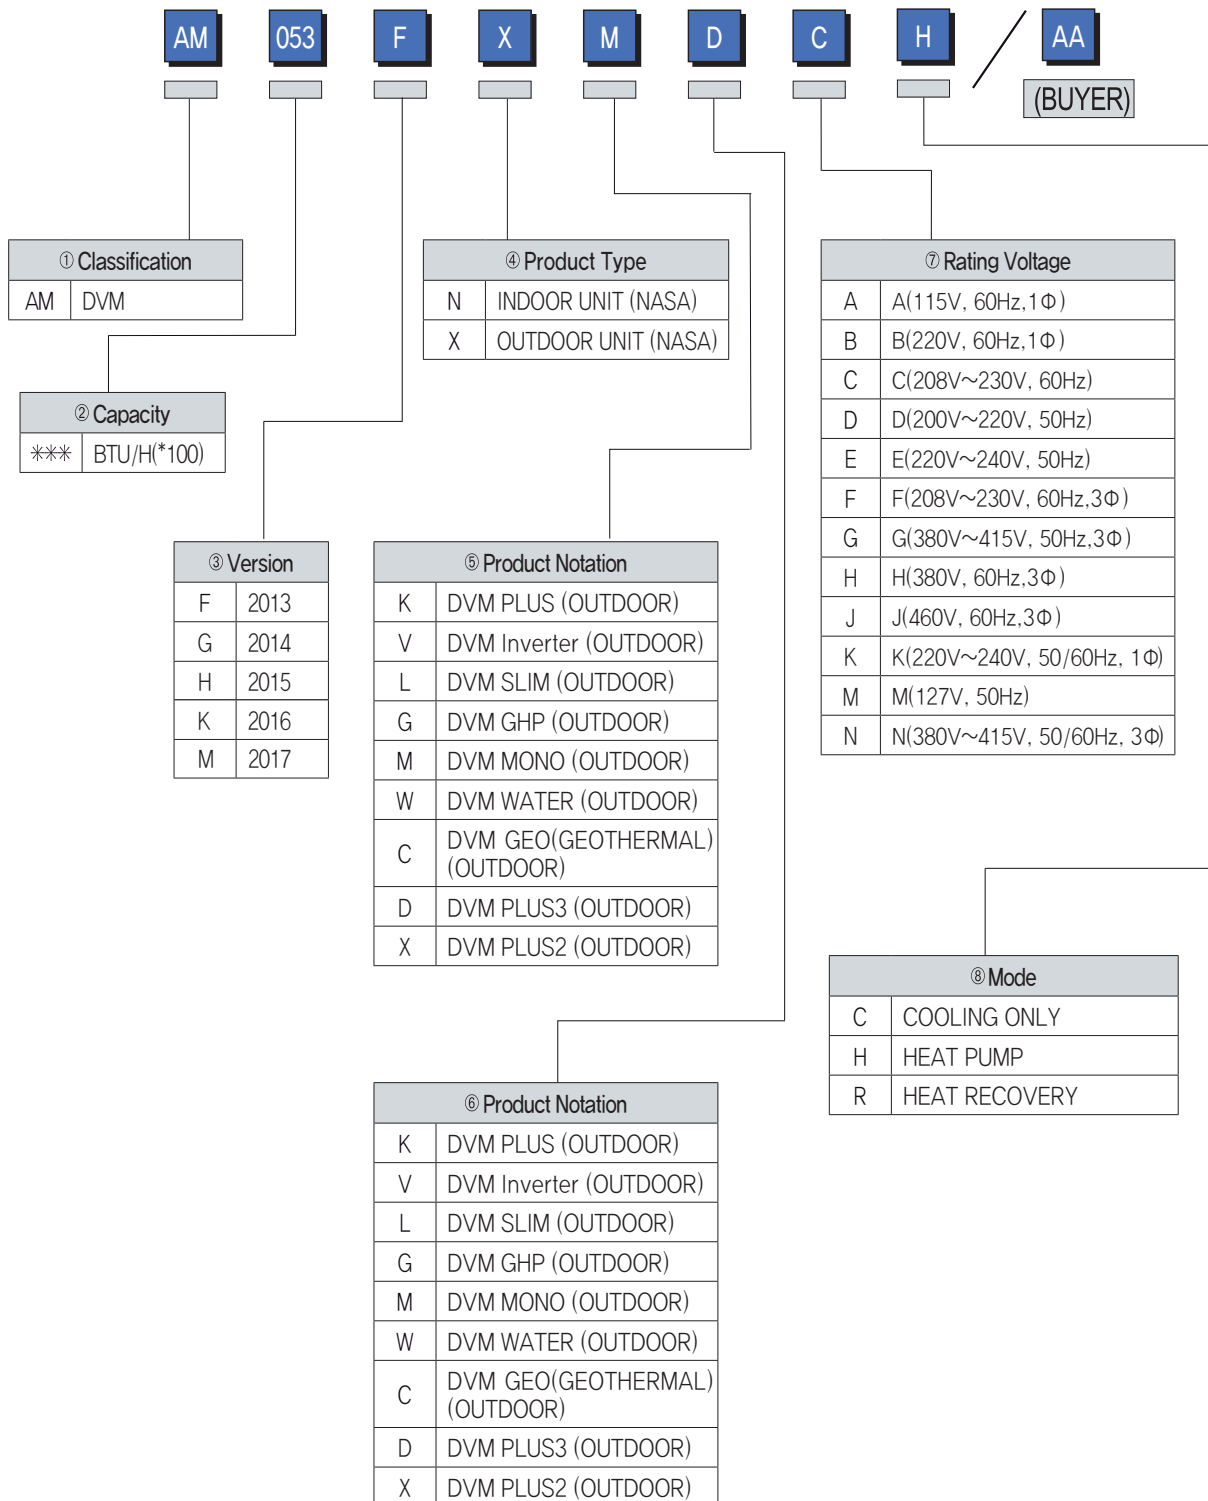 AM 053 F X M D C H / AA
(BUYER)
① Classification
AM DVM
② Capacity
*** BTU/H(*100)
③ Version
F 2013
G 2014
H 2015
K 2016
M 2017
④ Product Type
N INDOOR UNIT (NASA)
X OUTDOOR UNIT (NASA)
⑤ Product Notation
K DVM PLUS (OUTDOOR)
V DVM Inverter (OUTDOOR)
L DVM SLIM (OUTDOOR)
G DVM GHP (OUTDOOR)
M DVM MONO (OUTDOOR)
W DVM WATER (OUTDOOR)
C DVM GEO(GEOTHERMAL)
(OUTDOOR)
D DVM PLUS3 (OUTDOOR)
X DVM PLUS2 (OUTDOOR)
⑥ Product Notation
K DVM PLUS (OUTDOOR)
V DVM Inverter (OUTDOOR)
L DVM SLIM (OUTDOOR)
G DVM GHP (OUTDOOR)
M DVM MONO (OUTDOOR)
W DVM WATER (OUTDOOR)
C DVM GEO(GEOTHERMAL)
(OUTDOOR)
D DVM PLUS3 (OUTDOOR)
X DVM PLUS2 (OUTDOOR)
⑦ Rating Voltage
A A(115V, 60Hz,1Φ)
B B(220V, 60Hz,1Φ)
C C(208V~230V, 60Hz)
D D(200V~220V, 50Hz)
E E(220V~240V, 50Hz)
F F(208V~230V, 60Hz,3Φ)
G G(380V~415V, 50Hz,3Φ)
H H(380V, 60Hz,3Φ)
J J(460V, 60Hz,3Φ)
K K(220V~240V, 50/60Hz, 1Φ)
M M(127V, 50Hz)
N N(380V~415V, 50/60Hz, 3Φ)
⑧ Mode
C COOLING ONLY
H HEAT PUMP
R HEAT RECOVERY